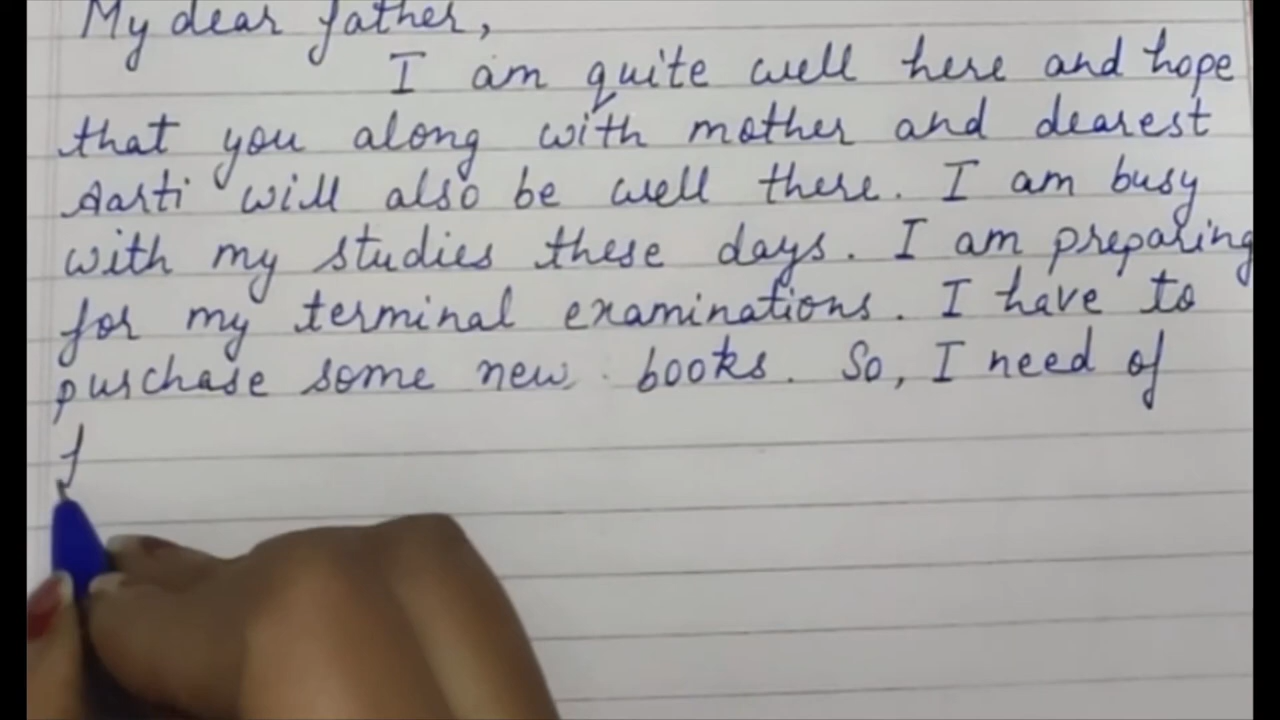 My dear father,
I am quite well here and hope
that you along with mother and dearest
Aarti will also be well there. I am busy
with my studies these days. I am preparing
for my terminal examinations. I have to
purchase some new books. So, I need of
f